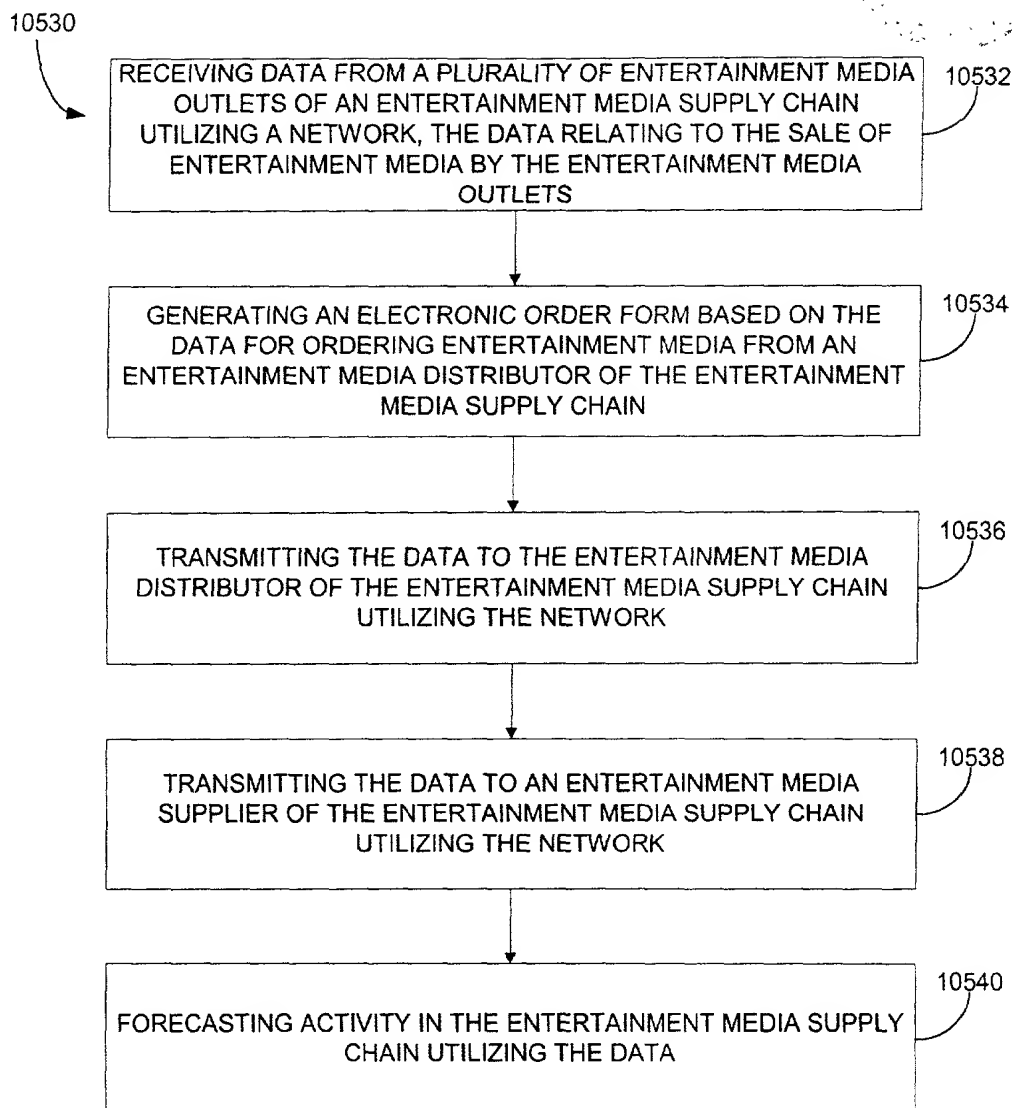 10530
RECEIVING DATA FROM A PLURALITY OF ENTERTAINMENT MEDIA
OUTLETS OF AN ENTERTAINMENT MEDIA SUPPLY CHAIN
UTILIZING A NETWORK, THE DATA RELATING TO THE SALE OF
ENTERTAINMENT MEDIA BY THE ENTERTAINMENT MEDIA
OUTLETS
10532
GENERATING AN ELECTRONIC ORDER FORM BASED ON THE
DATA FOR ORDERING ENTERTAINMENT MEDIA FROM AN
ENTERTAINMENT MEDIA DISTRIBUTOR OF THE ENTERTAINMENT
MEDIA SUPPLY CHAIN
10534
TRANSMITTING THE DATA TO THE ENTERTAINMENT MEDIA
DISTRIBUTOR OF THE ENTERTAINMENT MEDIA SUPPLY CHAIN
UTILIZING THE NETWORK
10536
TRANSMITTING THE DATA TO AN ENTERTAINMENT MEDIA
SUPPLIER OF THE ENTERTAINMENT MEDIA SUPPLY CHAIN
UTILIZING THE NETWORK
10538
FORECASTING ACTIVITY IN THE ENTERTAINMENT MEDIA SUPPLY
CHAIN UTILIZING THE DATA
10540